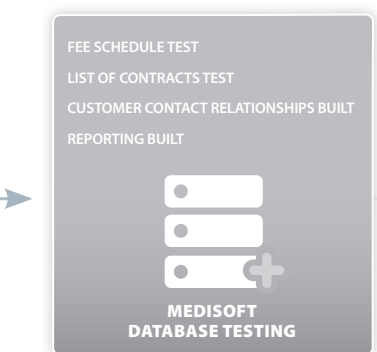 FEE SCHEDULE TEST
LIST OF CONTRACTS TEST
CUSTOMER CONTACT RELATIONSHIPS BUILT
REPORTING BUILT
MEDISOFT
DATABASE TESTING